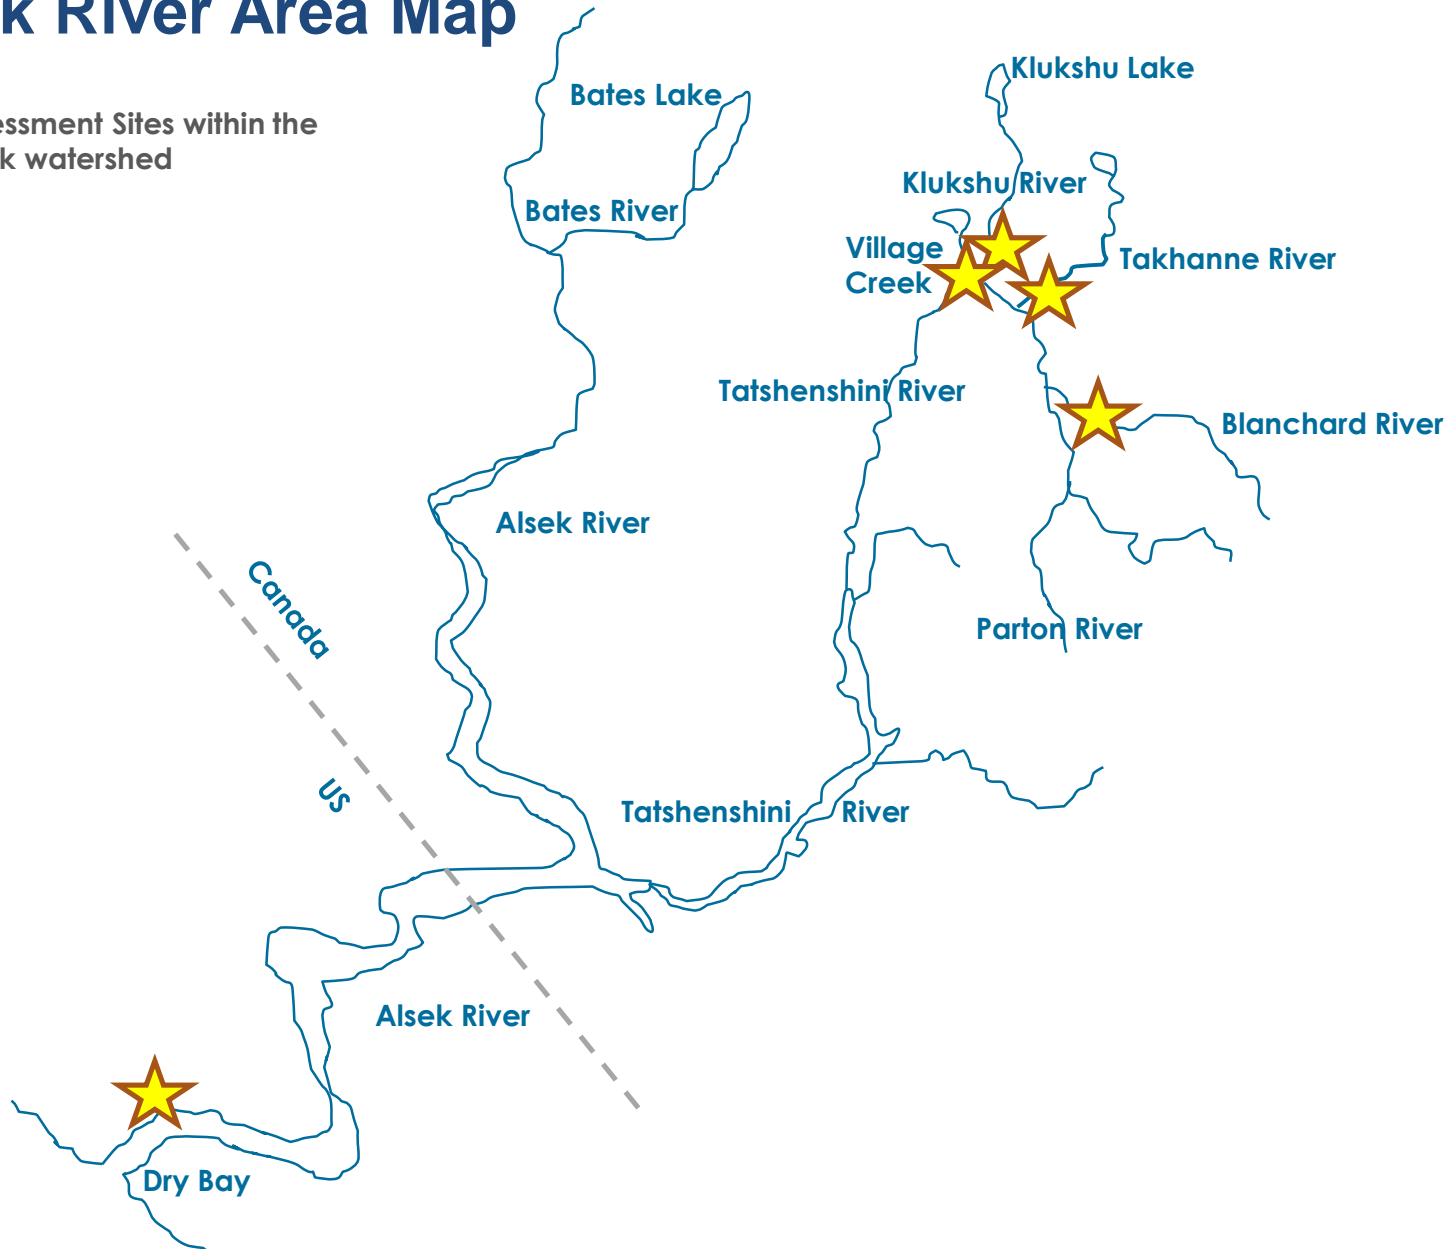 k River Area Map
essment Sites within the
k watershed
Bates Lake
Klukshu Lake
Klukshu River
Bates River
Village
Creek
Takhanne River
Tatshenshini River
Blanchard River
Alsek River
Canada
Parton River
US
Tatshenshini River
Alsek River
Dry Bay